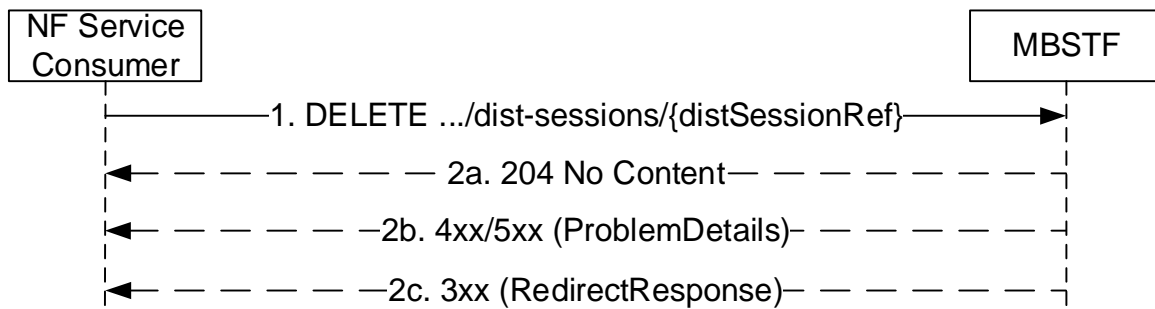 NF Service
Consumer
MBSTF
1. DELETE .../dist-sessions/{distSessionRef}
2a. 204 No Content
2b. 4xx/5xx (ProblemDetails)
2c. 3xx (RedirectResponse)